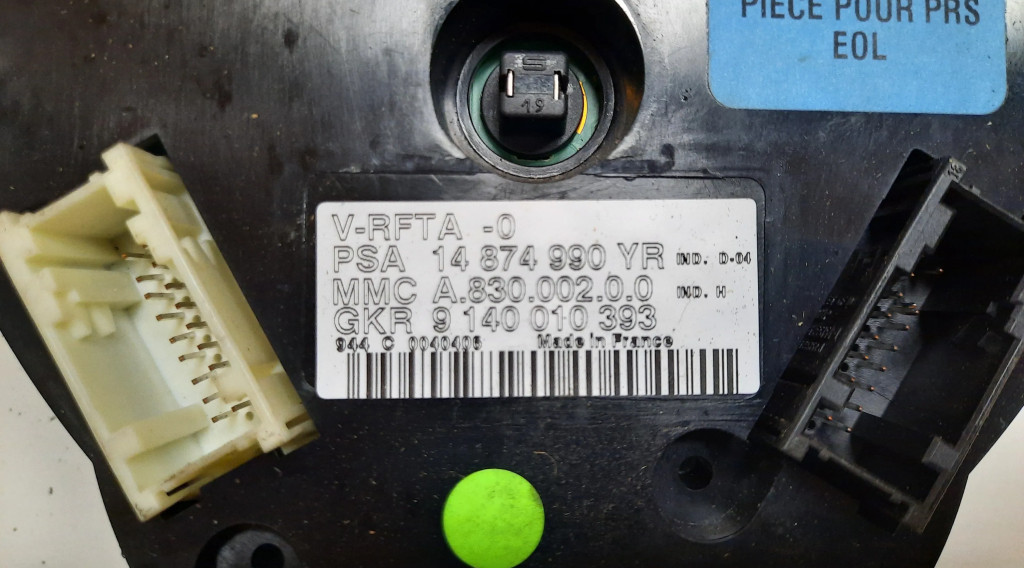 PIECE POUR PRS
EOL
19
V-RFTA -0
PSA 14 874 990 YR IND. D-04
MMC A.830.002.0.0 IND. H
GKR 9 140 010 393
944 C 0040405 Made in France